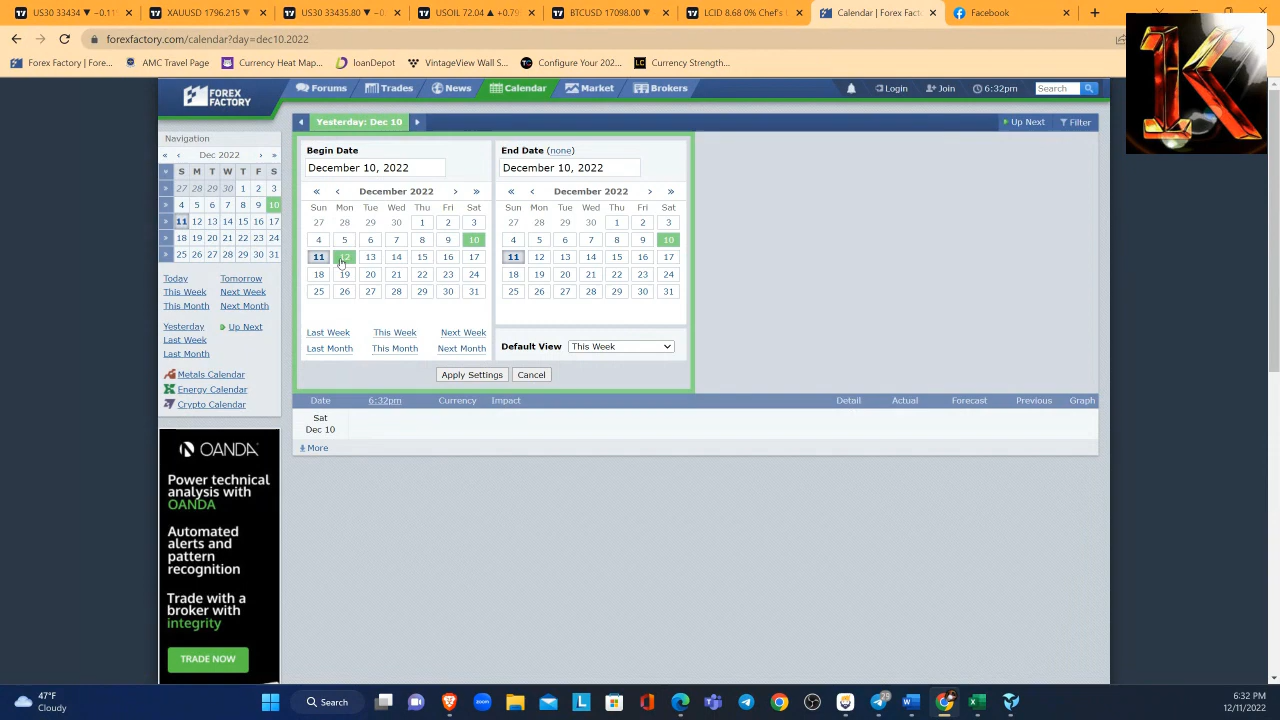 US30 33434 ▼ −0.11%
XAUUSD 1796.215 ▼
US30 33435.80 ▼ −0
USOIL 72.04 ▲ +0.79
BTCUSD 17098.00 ▼
LCID 8.68 0% Chef's L
Calendar | Forex Facto
Facebook
forexfactory.com/calendar?day=dec10.2022
Forex Factory | Fore...
AMC Travel Page
Currency Heat Map...
loanDepot
VintageView Wall S...
Configure Your 202...
Currency Strength...
1K
FOREX
FACTORY
Forums
Trades
News
Calendar
Market
Brokers
Login
Join
6:32pm
Search
Navigation
« ‹ Dec 2022 › »
S M T W T F S
27 28 29 30 1 2 3
4 5 6 7 8 9 10
11 12 13 14 15 16 17
18 19 20 21 22 23 24
25 26 27 28 29 30 31
Today Tomorrow
This Week Next Week
This Month Next Month
Yesterday Up Next
Last Week
Last Month
Metals Calendar
Energy Calendar
Crypto Calendar
Yesterday: Dec 10
Up Next
Filter
Begin Date
December 10, 2022
« ‹ December 2022 › »
Sun Mon Tue Wed Thu Fri Sat
27 28 29 30 1 2 3
4 5 6 7 8 9 10
11 12 13 14 15 16 17
18 19 20 21 22 23 24
25 26 27 28 29 30 31
Last Week This Week Next Week
Last Month This Month Next Month
End Date (none)
December 10, 2022
« ‹ December 2022 › »
Sun Mon Tue Wed Thu Fri Sat
27 28 29 30 1 2 3
4 5 6 7 8 9 10
11 12 13 14 15 16 17
18 19 20 21 22 23 24
25 26 27 28 29 30 31
Default View This Week
Apply Settings Cancel
Date 6:32pm Currency Impact Detail Actual Forecast Previous Graph
Sat
Dec 10
More
OANDA
Power technical
analysis with
OANDA
Automated
alerts and
pattern
recognition
Trade with a
broker with
integrity
TRADE NOW
47°F
Cloudy
Search
25
6:32 PM
12/11/2022